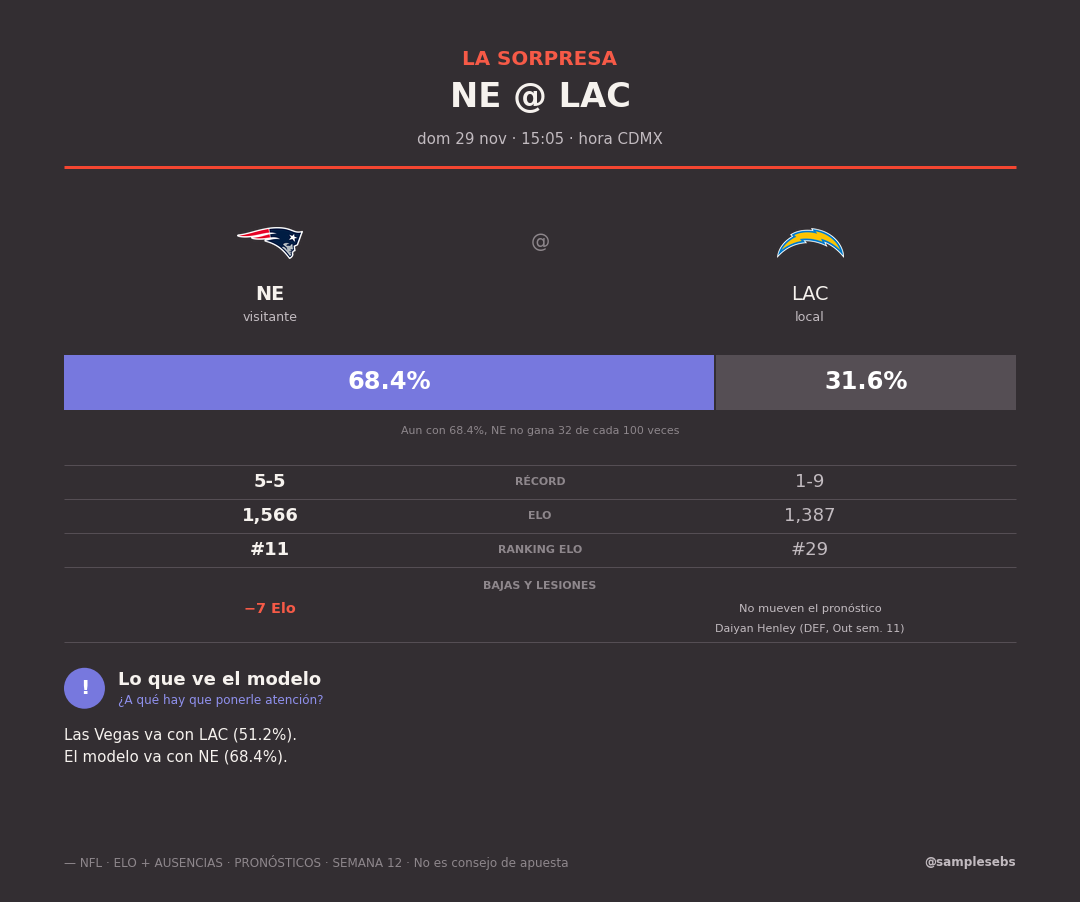 LA SORPRESA
NE @ LAC
dom 29 nov · 15:05 · hora CDMX
@
NE
LAC
visitante
local
68.4%
31.6%
Aun con 68.4%, NE no gana 32 de cada 100 veces
5-5 RÉCORD 1-9
1,566 ELO 1,387
#11 RANKING ELO #29
BAJAS Y LESIONES
−7 Elo
No mueven el pronóstico
Daiyan Henley (DEF, Out sem. 11)
!
Lo que ve el modelo
¿A qué hay que ponerle atención?
Las Vegas va con LAC (51.2%).
El modelo va con NE (68.4%).
— NFL · ELO + AUSENCIAS · PRONÓSTICOS · SEMANA 12 · No es consejo de apuesta
@samplesebs